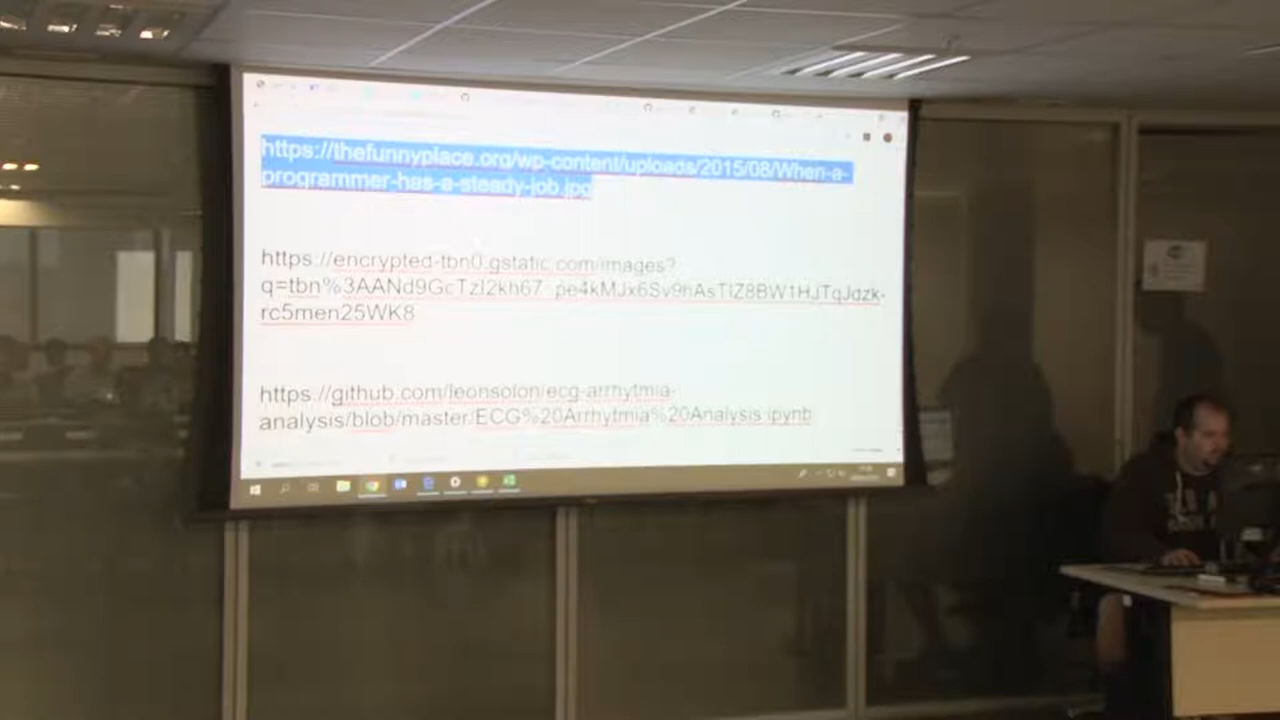 https://thefunnyplace.org/wp-content/uploads/2015/08/When-a-
programmer-has-a-steady-job.jpg
https://encrypted-tbn0.gstatic.com/images?
q=tbn%3AANd9GcTzI2kh67_pe4kMJx6Sv9hAsTIZ8BW1HJTqJdzk-
rc5men25WK8
https://github.com/leonsolon/ecg-arrhytmia-
analysis/blob/master/ECG%20Arrhytmia%20Analysis.ipynb